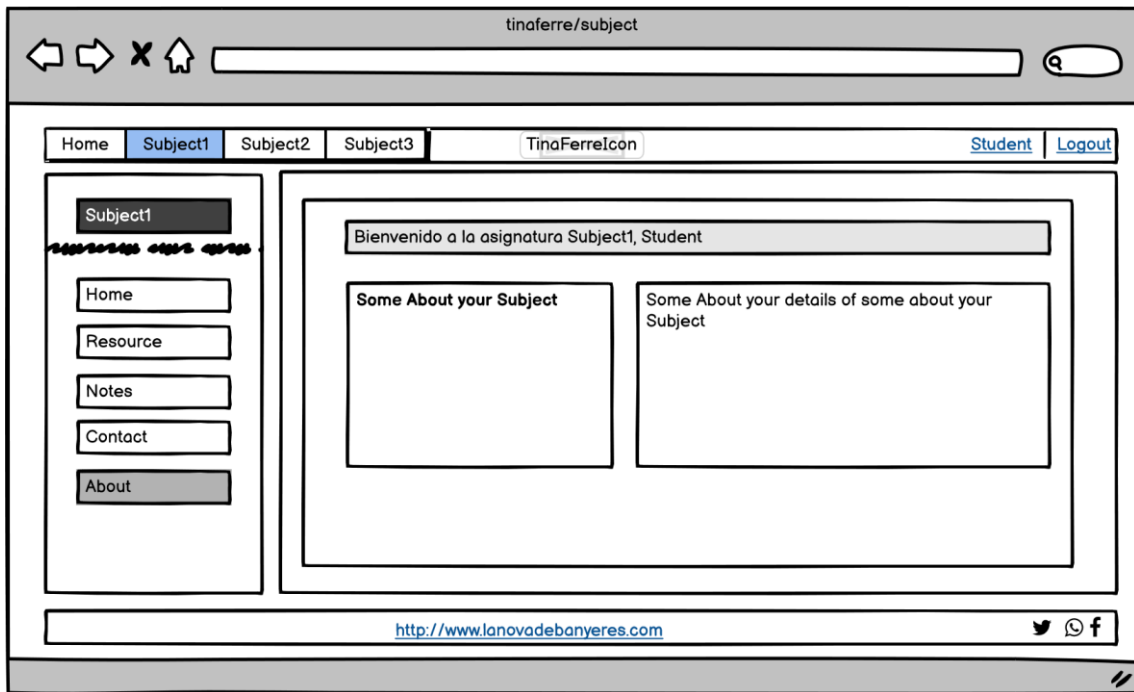 tinaferre/subject
Home Subject1 Subject2 Subject3 TinaFerreIcon Student Logout
Subject1
Home
Resource
Notes
Contact
About
Bienvenido a la asignatura Subject1, Student
Some About your Subject
Some About your details of some about your
Subject
http://www.lanovadebanyeres.com